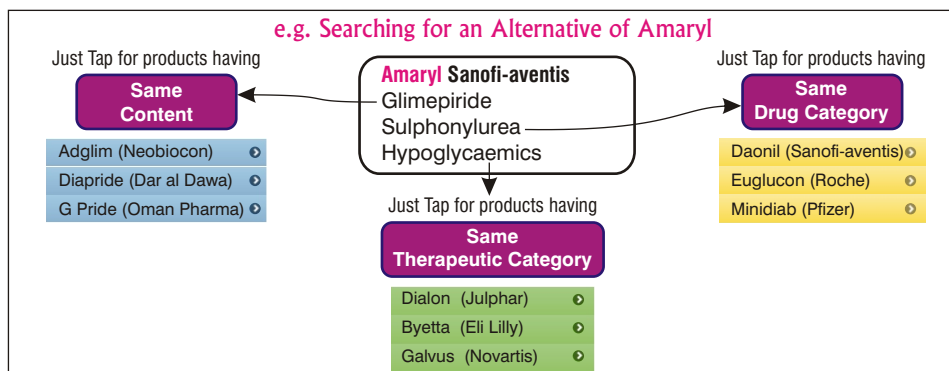 e.g. Searching for an Alternative of Amaryl
Just Tap for products having
Same
Content
Adglim (Neobiocon)
Diapride (Dar al Dawa)
G Pride (Oman Pharma)
Amaryl Sanofi-aventis
Glimepiride
Sulphonylurea
Hypoglycaemics
Just Tap for products having
Same
Drug Category
Daonil (Sanofi-aventis)
Euglucon (Roche)
Minidiab (Pfizer)
Just Tap for products having
Same
Therapeutic Category
Dialon (Julphar)
Byetta (Eli Lilly)
Galvus (Novartis)